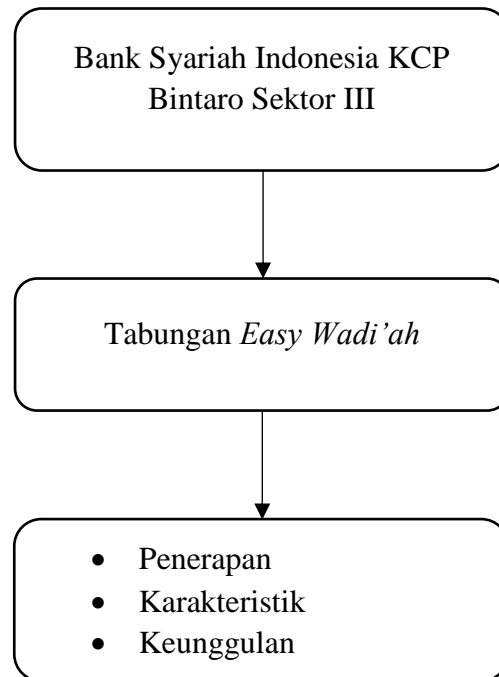 Bank Syariah Indonesia KCP
Bintaro Sektor III
Tabungan Easy Wadi’ah
• Penerapan
• Karakteristik
• Keunggulan